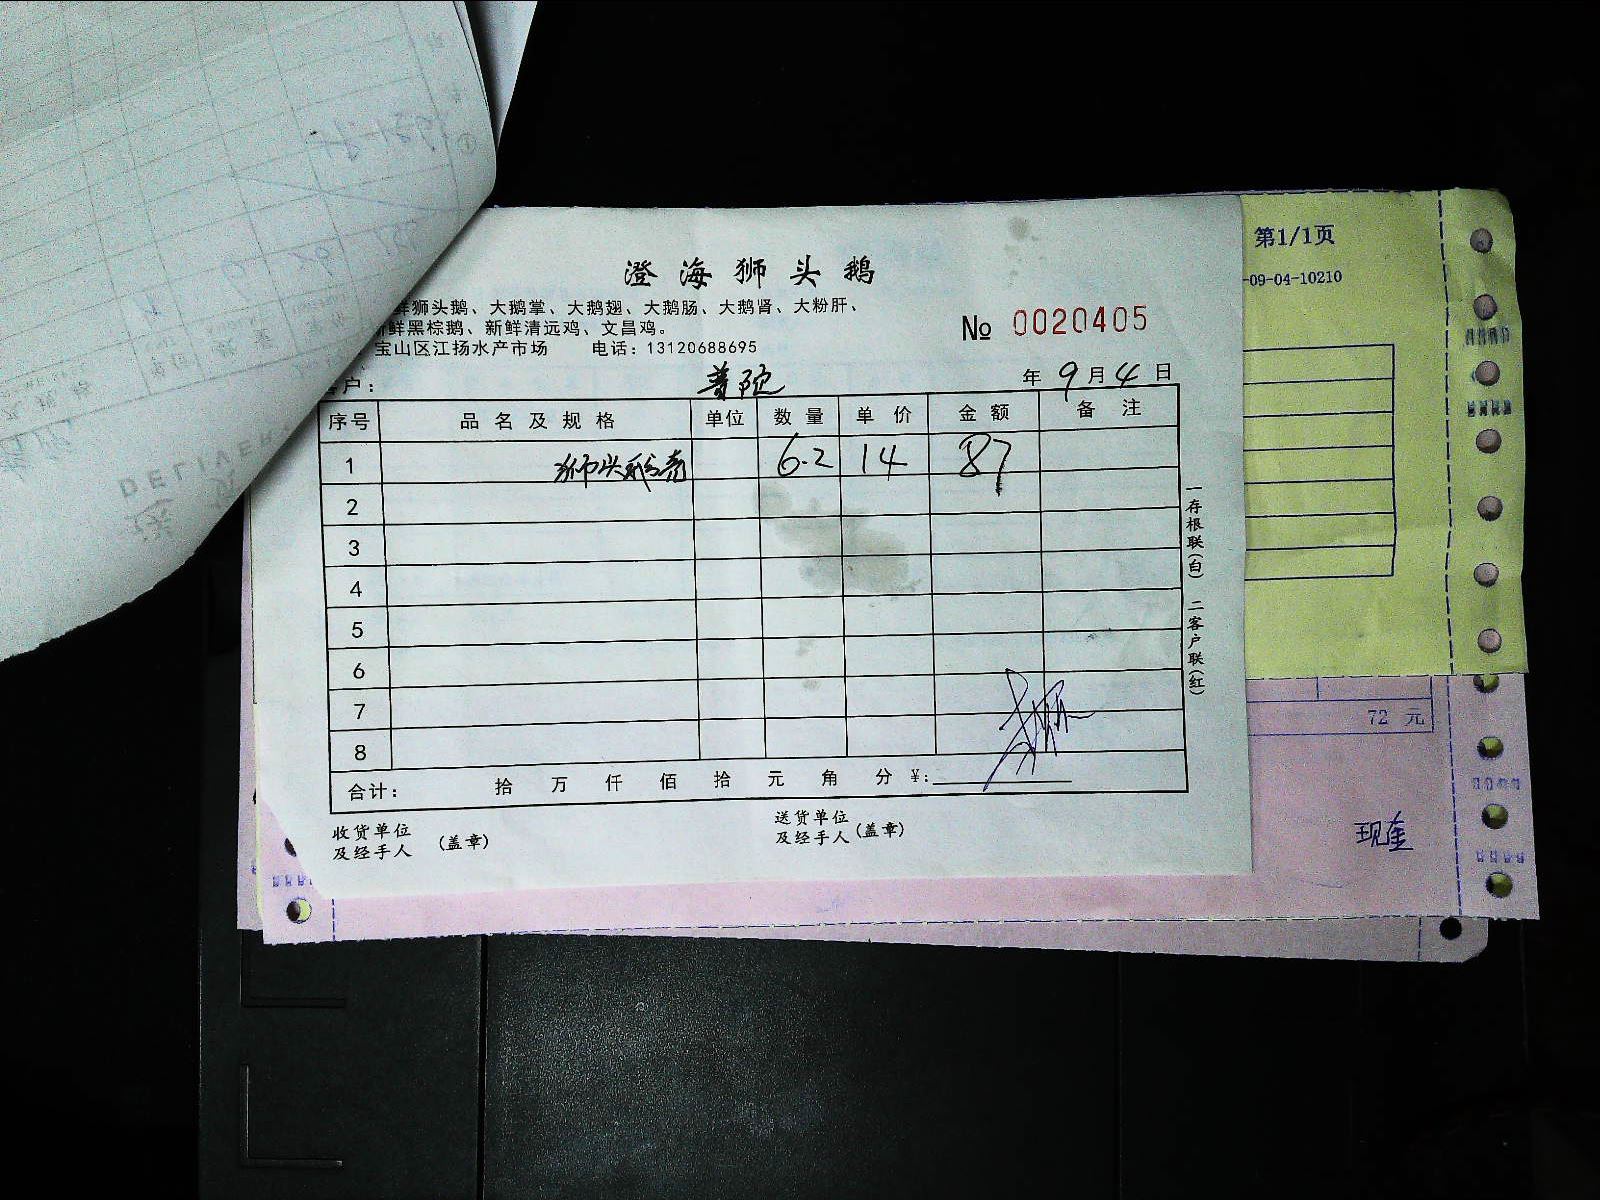 澄海狮头鹅
鲜狮头鹅、大鹅掌、大鹅翅、大鹅肠、大鹅肾、大粉肝、
鲜黑棕鹅、新鲜清远鸡、文昌鸡。
宝山区江扬水产市场 电话：13120688695
№ 0020405
户： 普陀 年 9 月 4 日
序号 品名及规格 单位 数量 单价 金额 备注
1 狮头 6.2 14 87
2
3
4
5
6
7
8
合计： 拾 万 仟 佰 拾 元 角 分 ¥：
收货单位
及经手人 （盖章）
送货单位
及经手人（盖章）
一存根联（白） 二客户联（红）
第1/1页
-09-04-10210
72 元
DELIVER